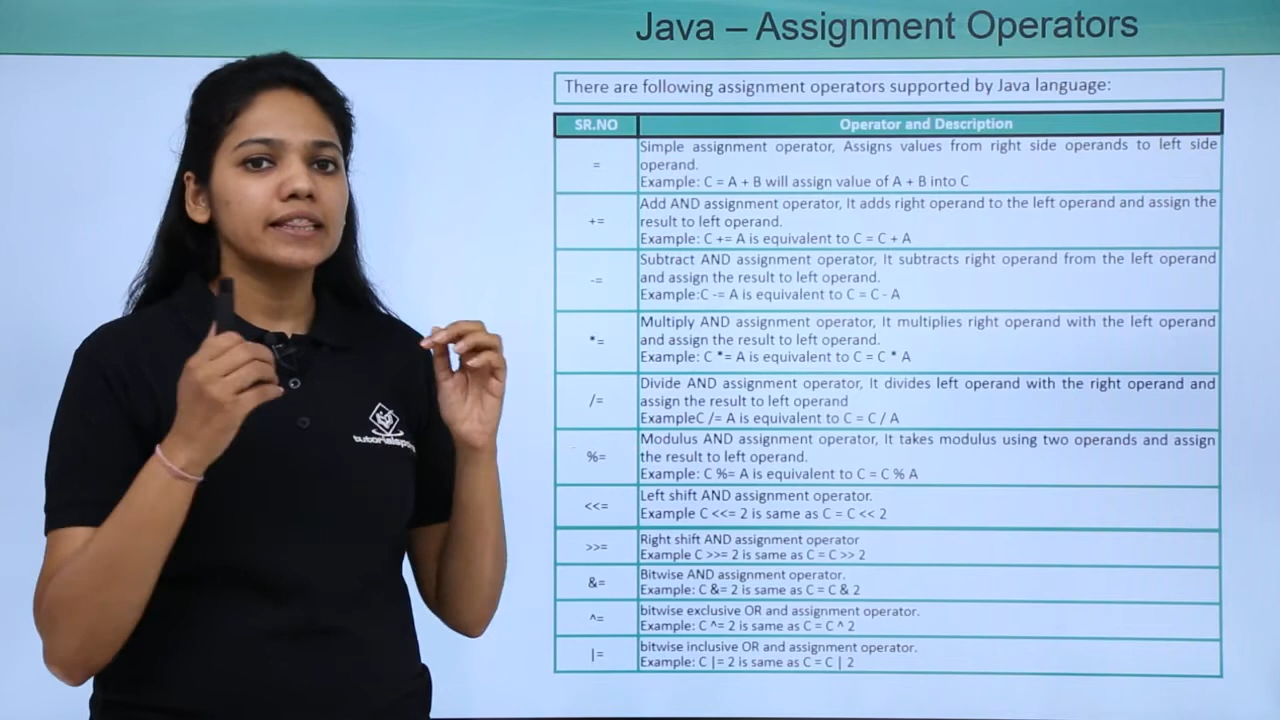 Java – Assignment Operators
There are following assignment operators supported by Java language:
SR.NO
Operator and Description
=
Simple assignment operator, Assigns values from right side operands to left side
operand.
Example: C = A + B will assign value of A + B into C
+=
Add AND assignment operator, It adds right operand to the left operand and assign the
result to left operand.
Example: C += A is equivalent to C = C + A
-=
Subtract AND assignment operator, It subtracts right operand from the left operand
and assign the result to left operand.
Example:C -= A is equivalent to C = C - A
*=
Multiply AND assignment operator, It multiplies right operand with the left operand
and assign the result to left operand.
Example: C *= A is equivalent to C = C * A
/=
Divide AND assignment operator, It divides left operand with the right operand and
assign the result to left operand
ExampleC /= A is equivalent to C = C / A
%=
Modulus AND assignment operator, It takes modulus using two operands and assign
the result to left operand.
Example: C %= A is equivalent to C = C % A
<<=
Left shift AND assignment operator.
Example C <<= 2 is same as C = C << 2
>>=
Right shift AND assignment operator
Example C >>= 2 is same as C = C >> 2
&=
Bitwise AND assignment operator.
Example: C &= 2 is same as C = C & 2
^=
bitwise exclusive OR and assignment operator.
Example: C ^= 2 is same as C = C ^ 2
|=
bitwise inclusive OR and assignment operator.
Example: C |= 2 is same as C = C | 2
tutorialspo